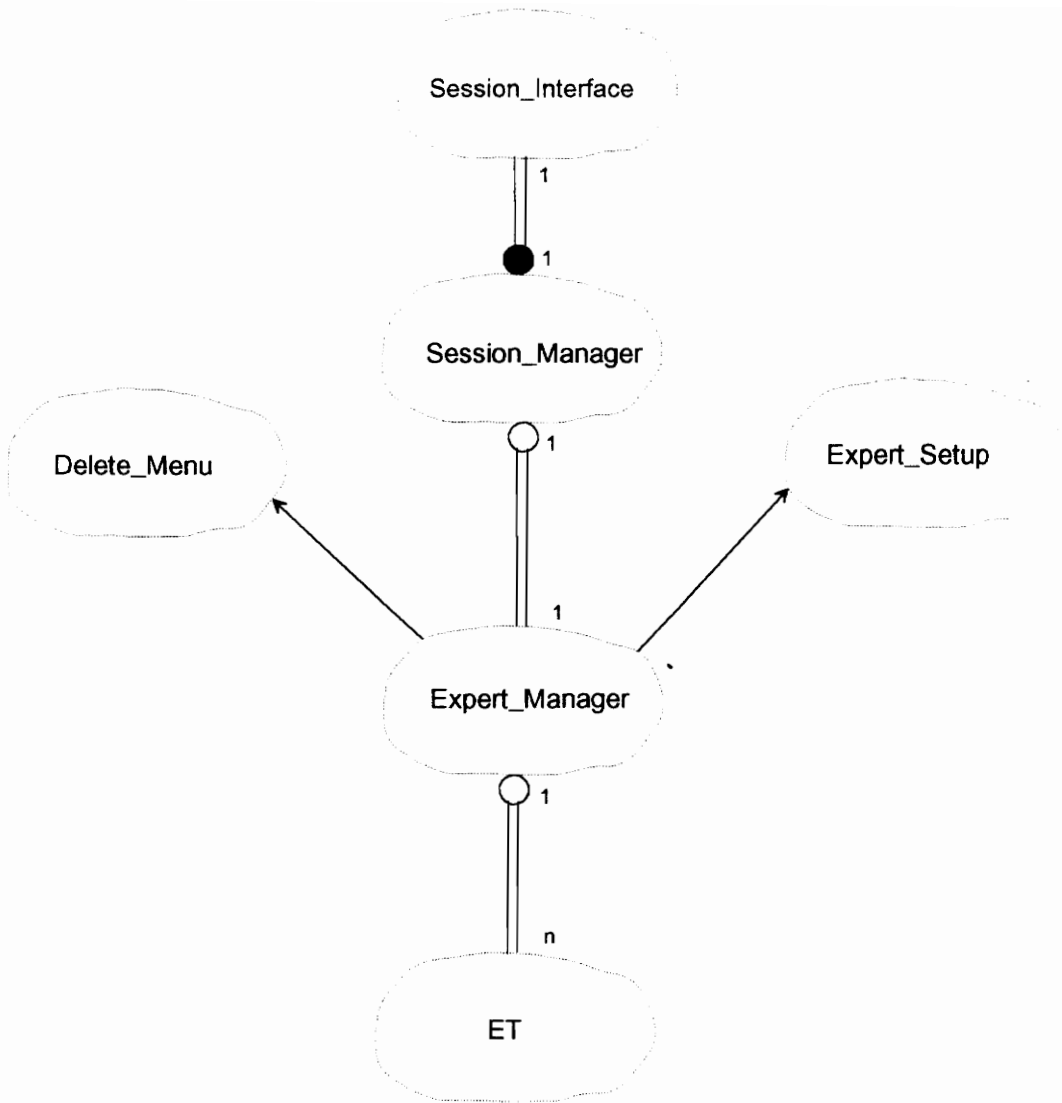 Session_Interface
1
1
Session_Manager
Delete_Menu
Expert_Setup
1
1
Expert_Manager
1
n
ET